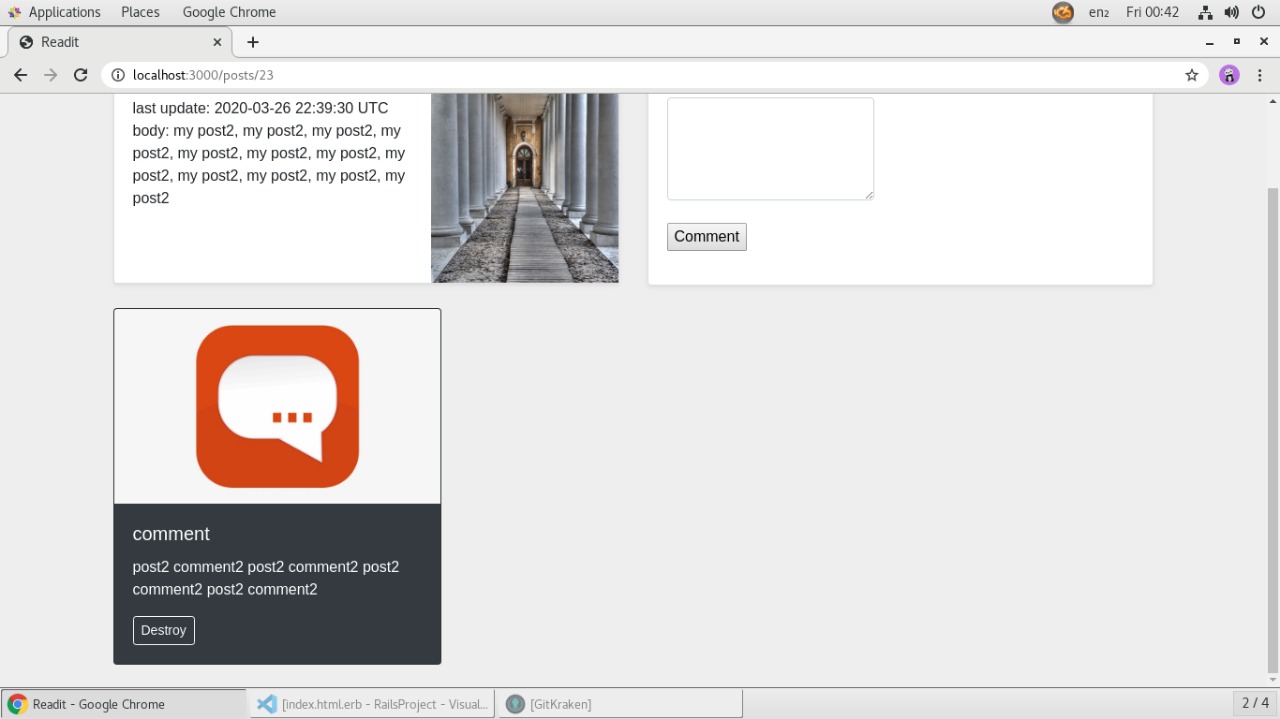 Applications Places Google Chrome en₂ Fri 00:42
Readit
localhost:3000/posts/23
last update: 2020-03-26 22:39:30 UTC
body: my post2, my post2, my post2, my
post2, my post2, my post2, my post2, my
post2, my post2, my post2, my post2, my
post2
Comment
comment
post2 comment2 post2 comment2 post2
comment2 post2 comment2
Destroy
Readit - Google Chrome [index.html.erb - RailsProject - Visual... [GitKraken] 2 / 4